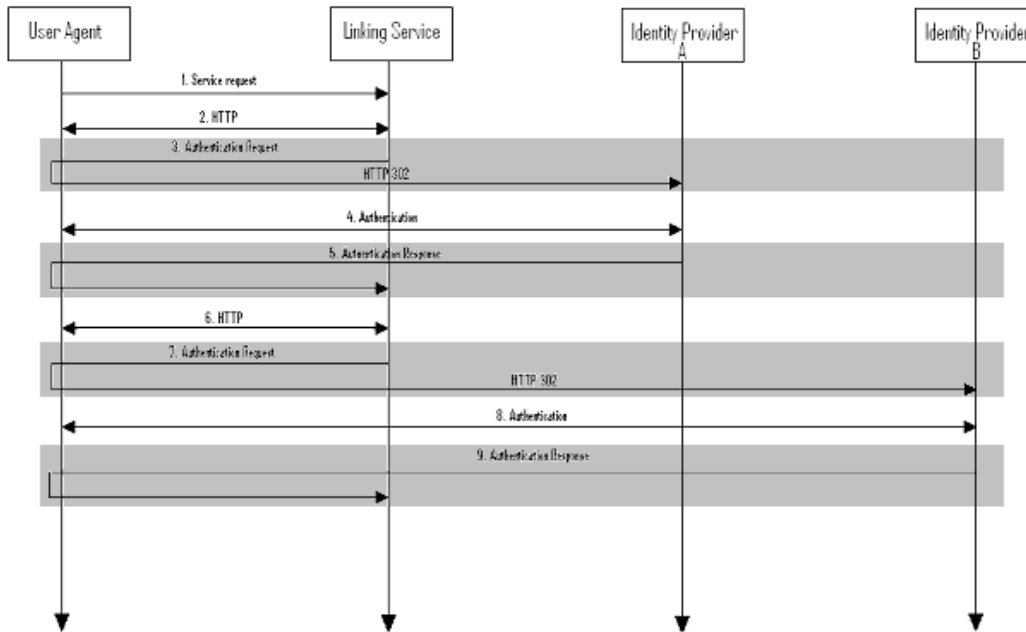 User Agent
Linking Service
Identity Provider
A
Identity Provider
B
1. Service request
2. HTTP
3. Authentication Request
HTTP 302
4. Authentication
5. Authentication Response
6. HTTP
7. Authentication Request
HTTP 302
8. Authentication
9. Authentication Response